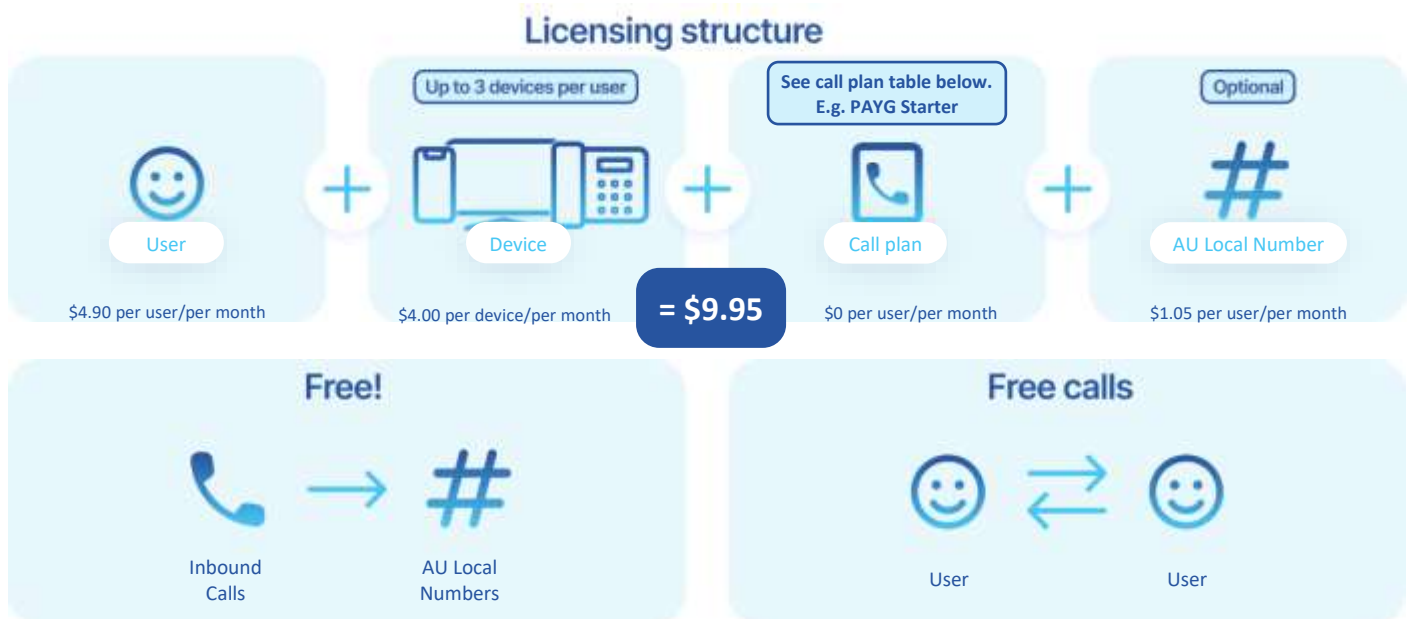 Licensing structure
Up to 3 devices per user
See call plan table below.
E.g. PAYG Starter
Optional
User
Device
Call plan
AU Local Number
$4.90 per user/per month
$4.00 per device/per month
= $9.95
$0 per user/per month
$1.05 per user/per month
Free!
Inbound
Calls
AU Local
Numbers
Free calls
User
User